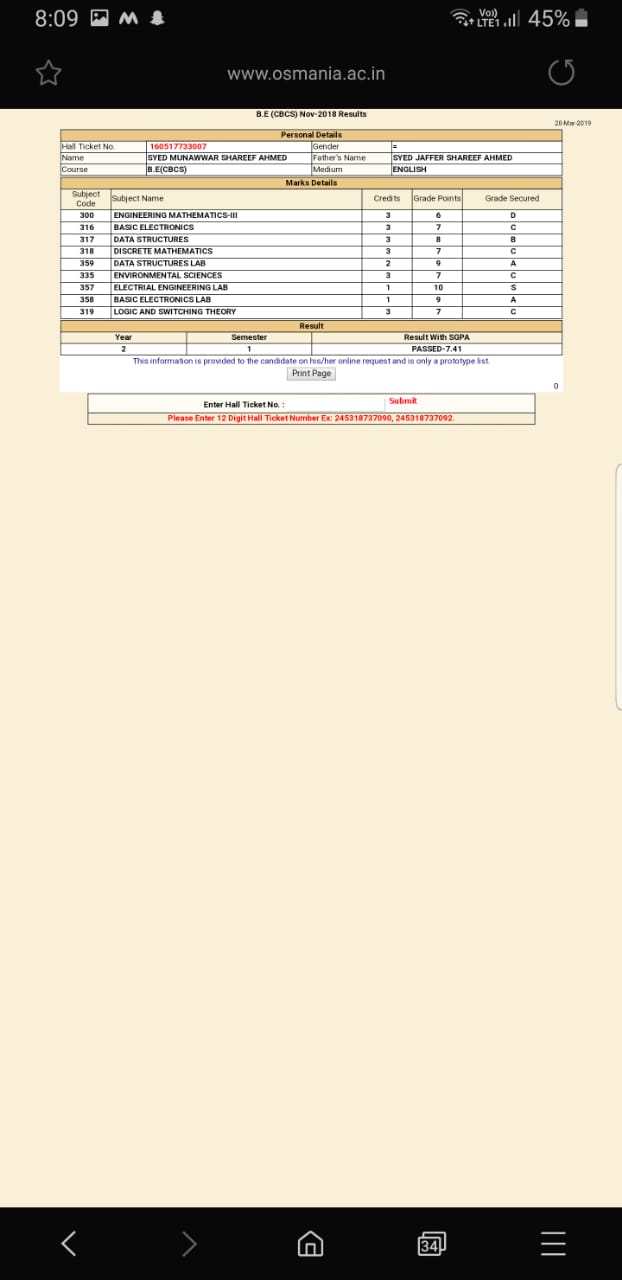 8:09 Vo) LTE1 45%
www.osmania.ac.in
B.E (CBCS) Nov-2018 Results
20-Mar-2019
Personal Details
Hall Ticket No. 160517733007 Gender =
Name SYED MUNAWWAR SHAREEF AHMED Father's Name SYED JAFFER SHAREEF AHMED
Course B.E(CBCS) Medium ENGLISH
Marks Details
Subject Code Subject Name Credits Grade Points Grade Secured
300 ENGINEERING MATHEMATICS-III 3 6 D
316 BASIC ELECTRONICS 3 7 C
317 DATA STRUCTURES 3 8 B
318 DISCRETE MATHEMATICS 3 7 C
359 DATA STRUCTURES LAB 2 9 A
335 ENVIRONMENTAL SCIENCES 3 7 C
357 ELECTRIAL ENGINEERING LAB 1 10 S
358 BASIC ELECTRONICS LAB 1 9 A
319 LOGIC AND SWITCHING THEORY 3 7 C
Result
Year Semester Result With SGPA
2 1 PASSED-7.41
This information is provided to the candidate on his/her online request and is only a prototype list.
Print Page
0
Enter Hall Ticket No. : Submit
Please Enter 12 Digit Hall Ticket Number Ex: 245318737090, 245318737092.
34